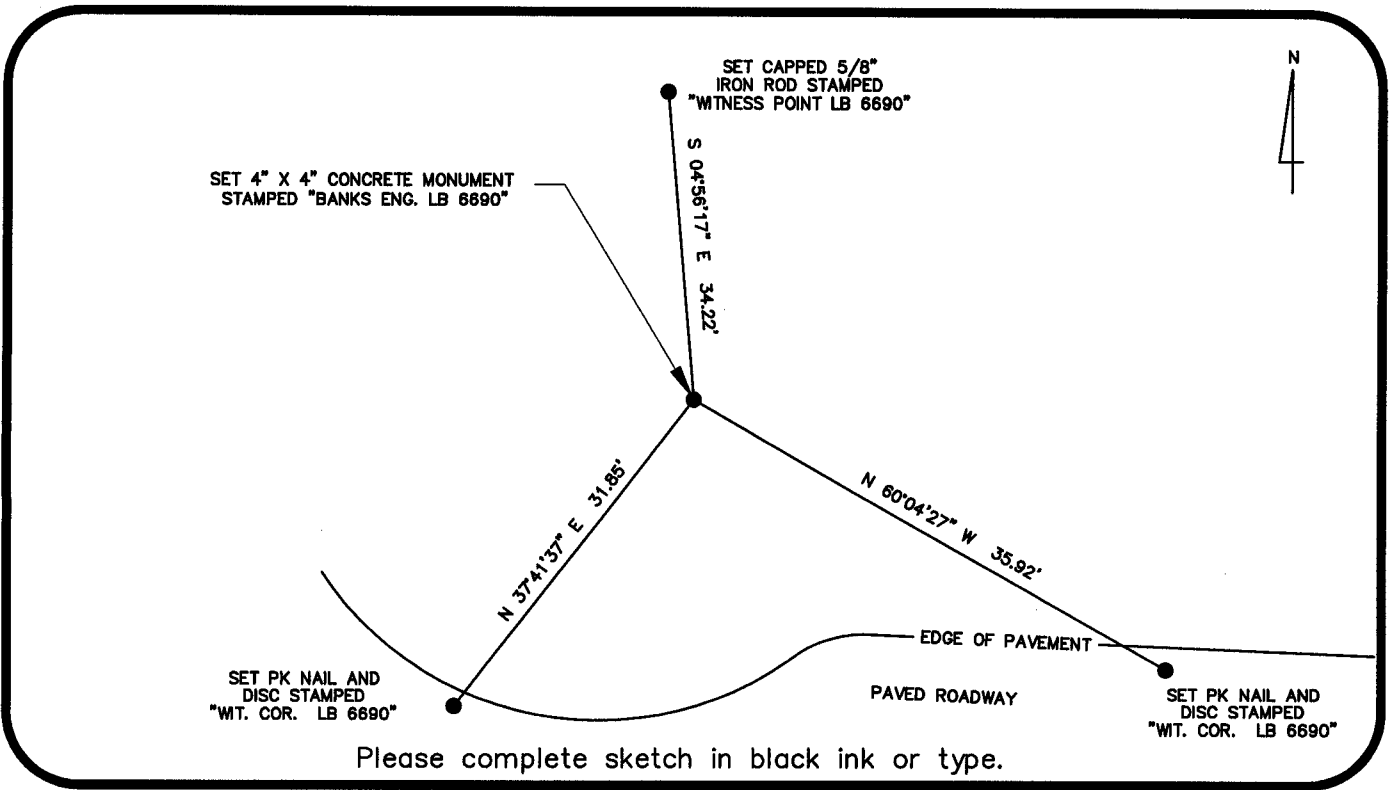 SET CAPPED 5/8"
IRON ROD STAMPED
"WITNESS POINT LB 6690"
N
S 04°56'17" E 34.22'
SET 4" X 4" CONCRETE MONUMENT
STAMPED "BANKS ENG. LB 6690"
N 37°41'37" E 31.85'
N 60°04'27" W 35.92'
EDGE OF PAVEMENT
PAVED ROADWAY
SET PK NAIL AND
DISC STAMPED
"WIT. COR. LB 6690"
SET PK NAIL AND
DISC STAMPED
"WIT. COR. LB 6690"
Please complete sketch in black ink or type.